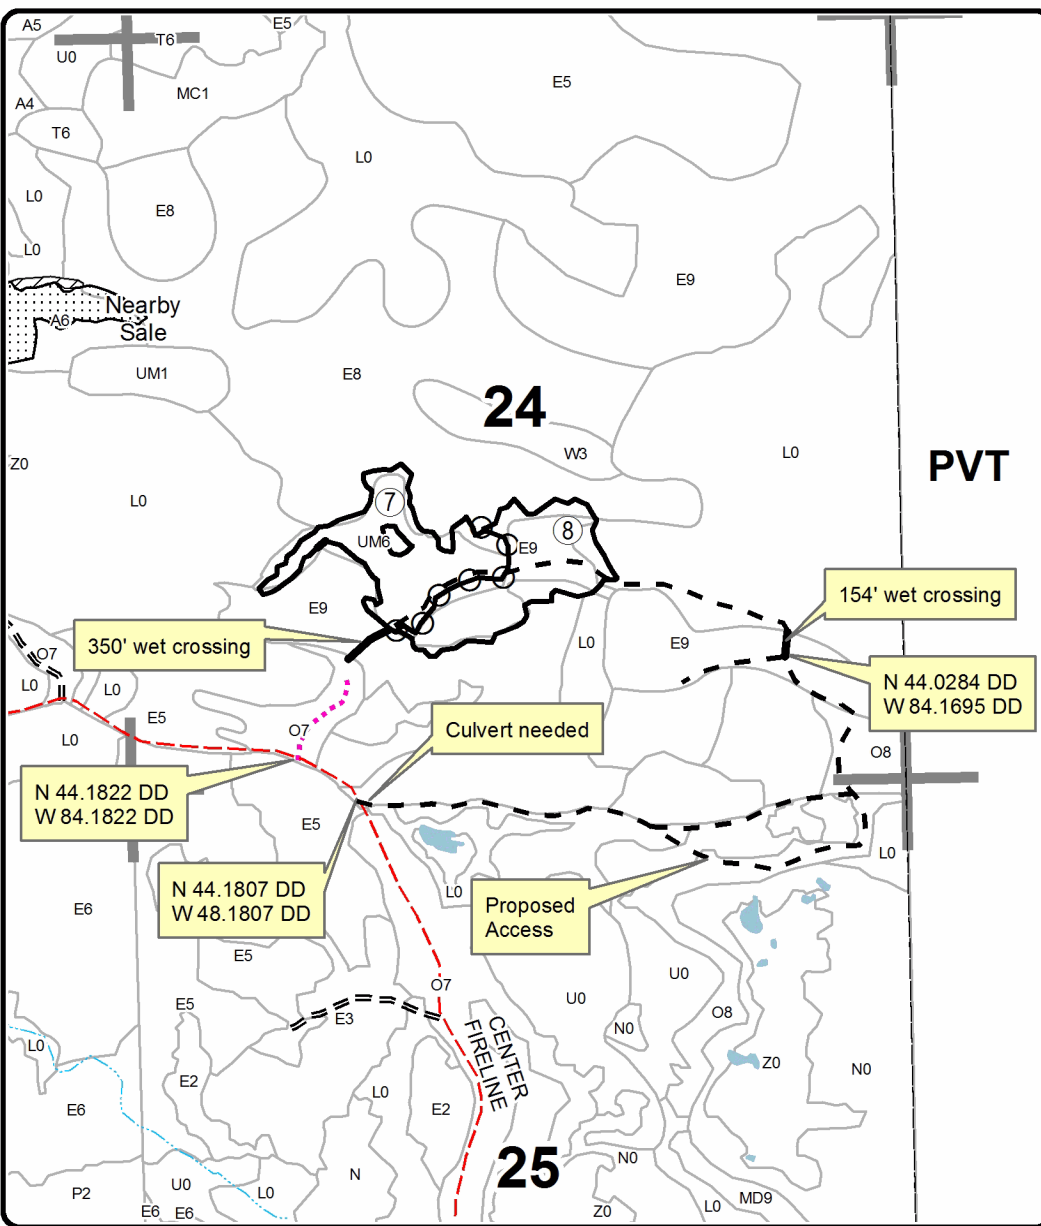 A5
E5
T6
U0
E5
MC1
A4
T6
L0
L0
E8
L0
E9
Nearby
Sale
A6
UM1
E8
24
W3
L0
PVT
Z0
L0
7
8
UM6
E9
E9
154' wet crossing
350' wet crossing
L0
E9
O7
N 44.0284 DD
W 84.1695 DD
L0
L0
E5
O7
Culvert needed
L0
O8
N 44.1822 DD
W 84.1822 DD
E5
L0
N 44.1807 DD
W 48.1807 DD
L0
Proposed
Access
E6
E5
U0
O7
E5
U0
O8
E3
CENTER
FIRELINE
N0
L0
Z0
N0
E2
L0
E6
E2
25
N0
N
P2
U0
L0
MD9
L0
E6
E6
Z0